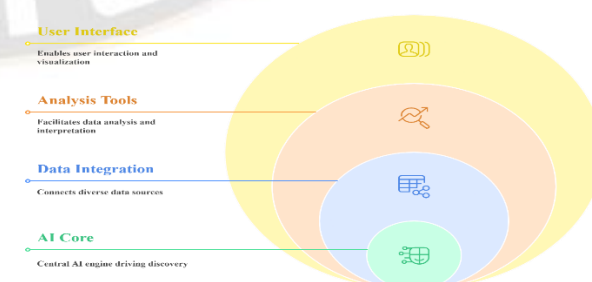 User Interface
Enables user interaction and
visualization
Analysis Tools
Facilitates data analysis and
interpretation
Data Integration
Connects diverse data sources
AI Core
Central AI engine driving discovery